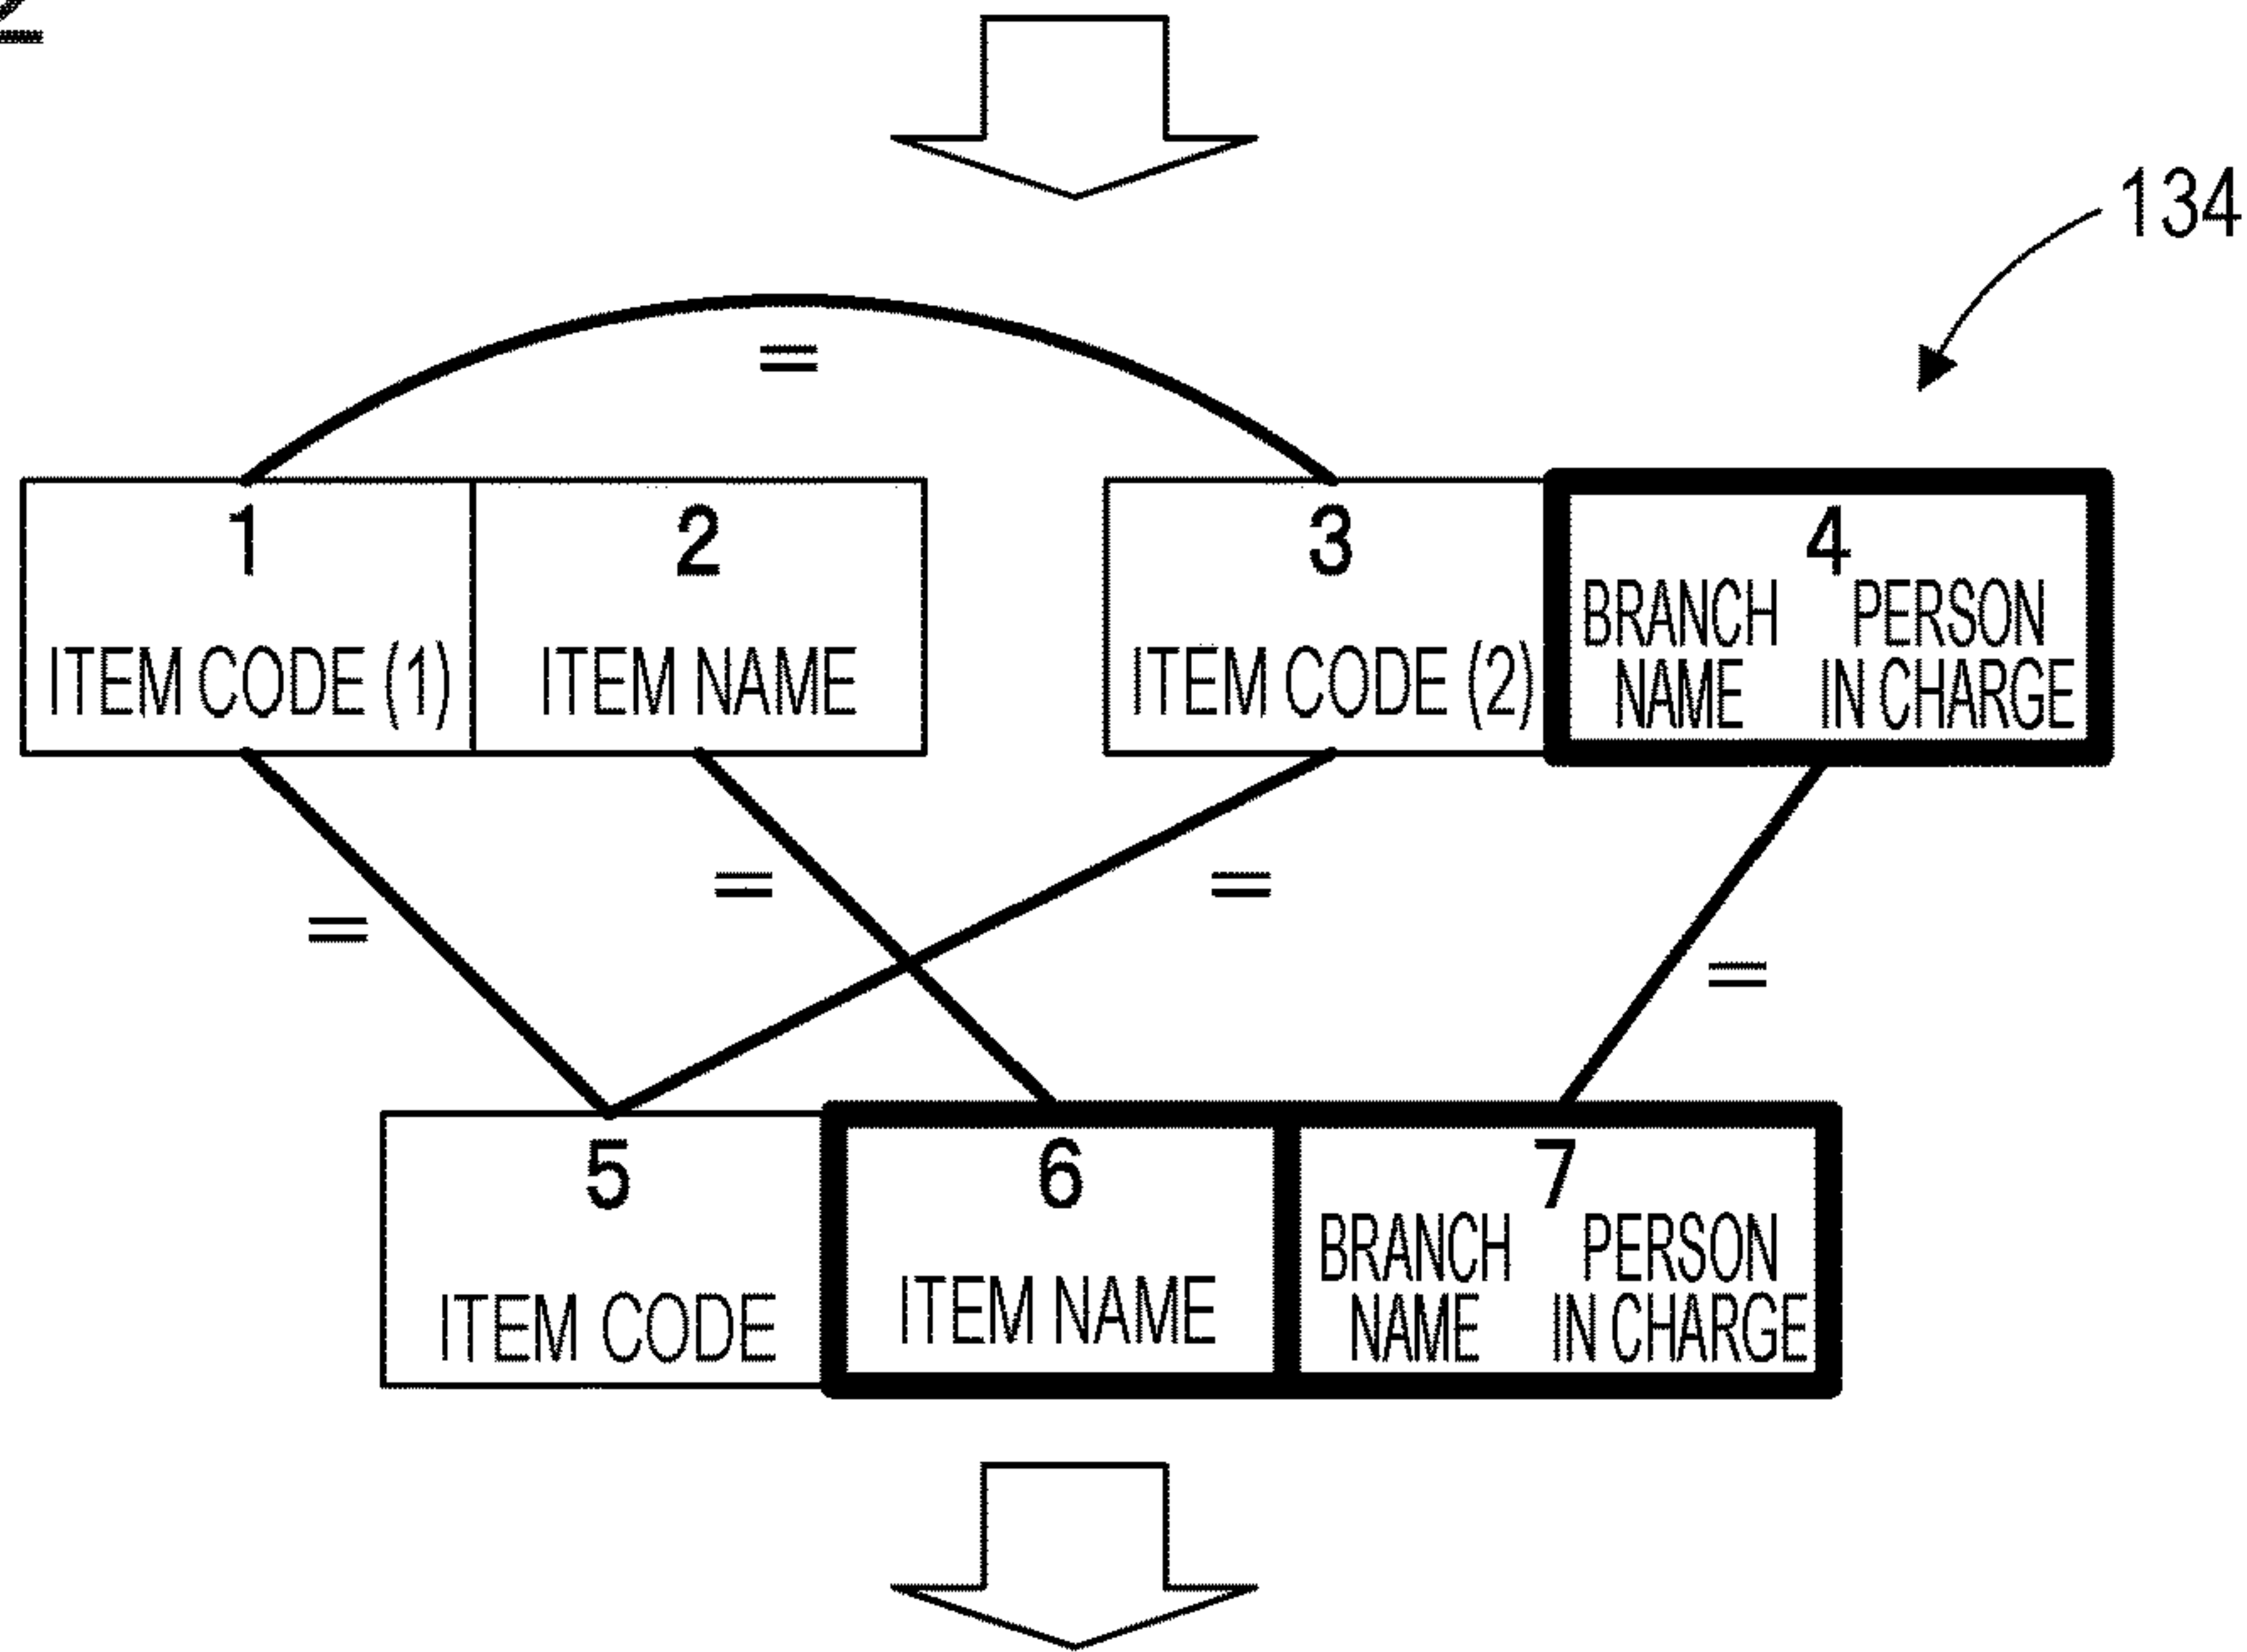 134
=
1 2 3 4
BRANCH PERSON
ITEM CODE (1) ITEM NAME ITEM CODE (2) NAME IN CHARGE
= =
=
=
5 6 7
BRANCH PERSON
ITEM CODE ITEM NAME NAME IN CHARGE